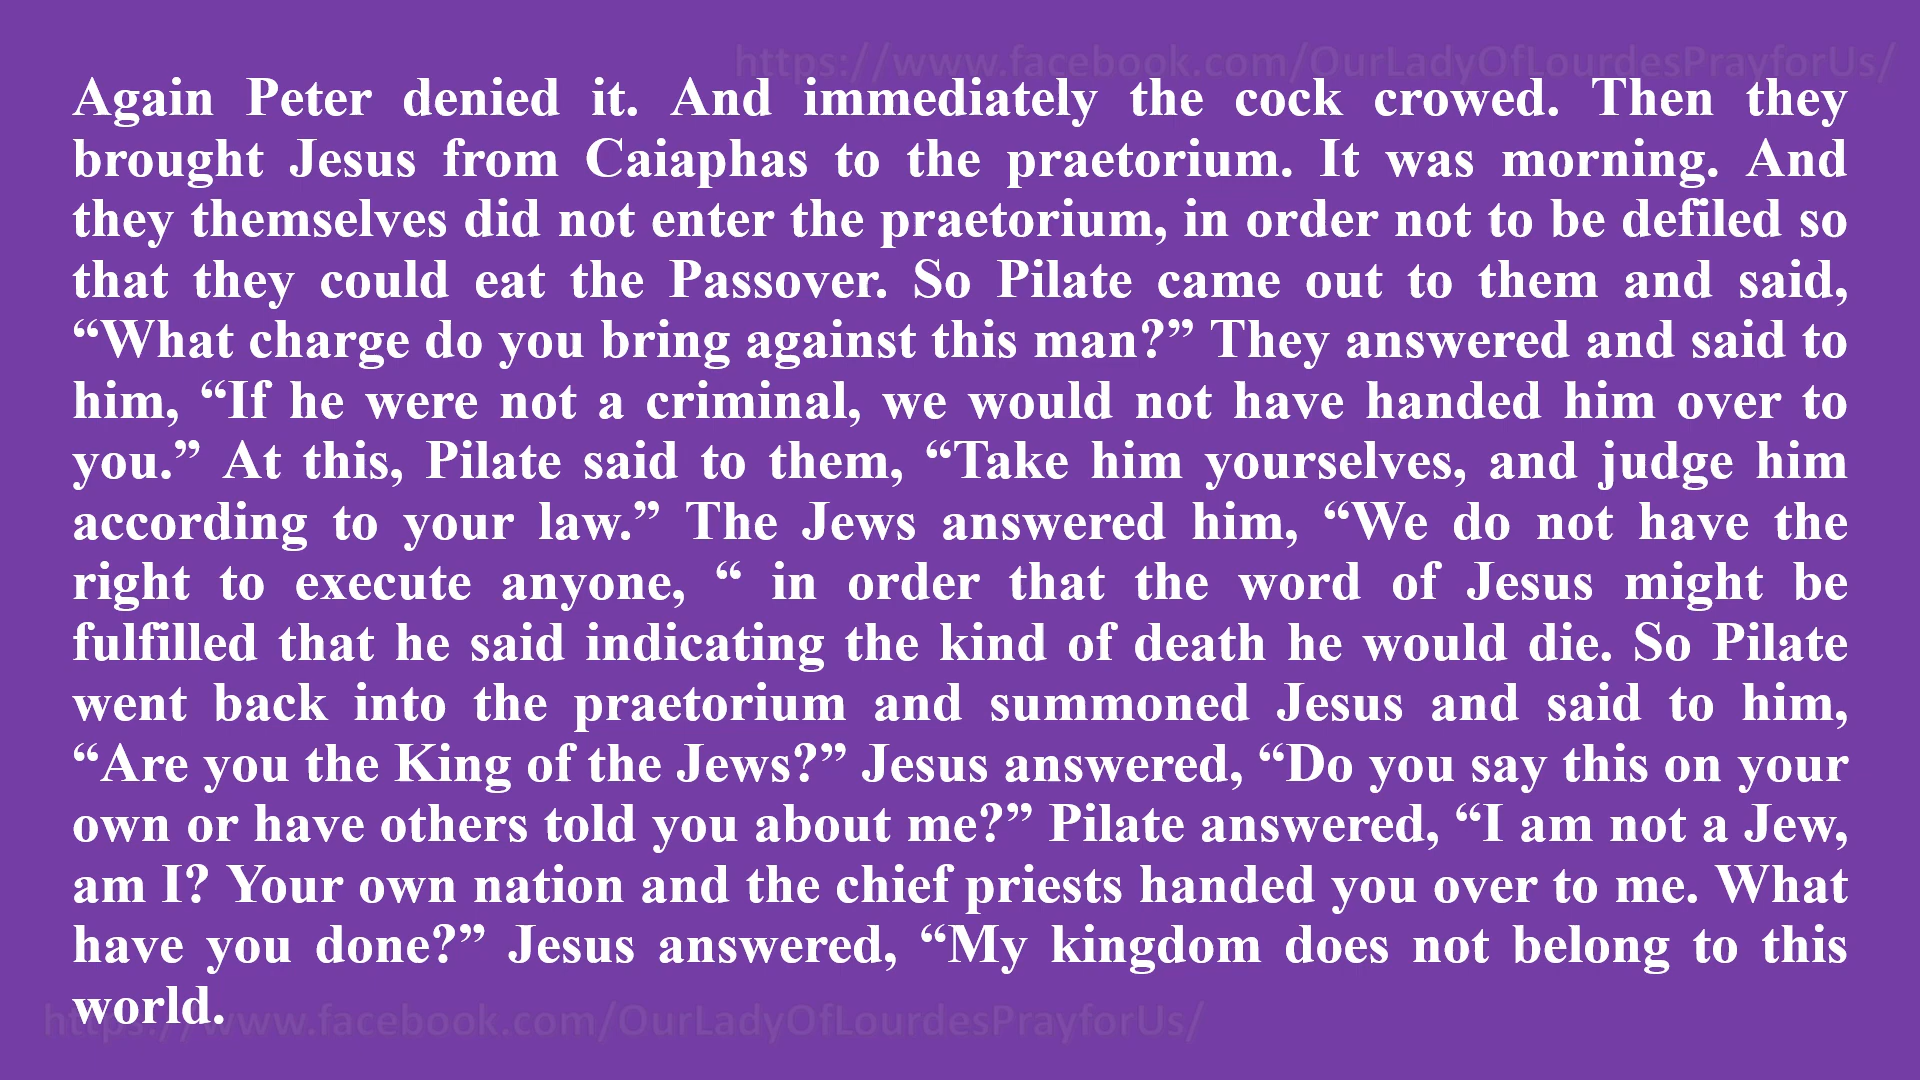 https://www.facebook.com/OurLadyOfLourdesPrayforUs/
Again Peter denied it. And immediately the cock crowed. Then they
brought Jesus from Caiaphas to the praetorium. It was morning. And
they themselves did not enter the praetorium, in order not to be defiled so
that they could eat the Passover. So Pilate came out to them and said,
“What charge do you bring against this man?” They answered and said to
him, “If he were not a criminal, we would not have handed him over to
you.” At this, Pilate said to them, “Take him yourselves, and judge him
according to your law.” The Jews answered him, “We do not have the
right to execute anyone, “ in order that the word of Jesus might be
fulfilled that he said indicating the kind of death he would die. So Pilate
went back into the praetorium and summoned Jesus and said to him,
“Are you the King of the Jews?” Jesus answered, “Do you say this on your
own or have others told you about me?” Pilate answered, “I am not a Jew,
am I? Your own nation and the chief priests handed you over to me. What
have you done?” Jesus answered, “My kingdom does not belong to this
world.
https://www.facebook.com/OurLadyOfLourdesPrayforUs/